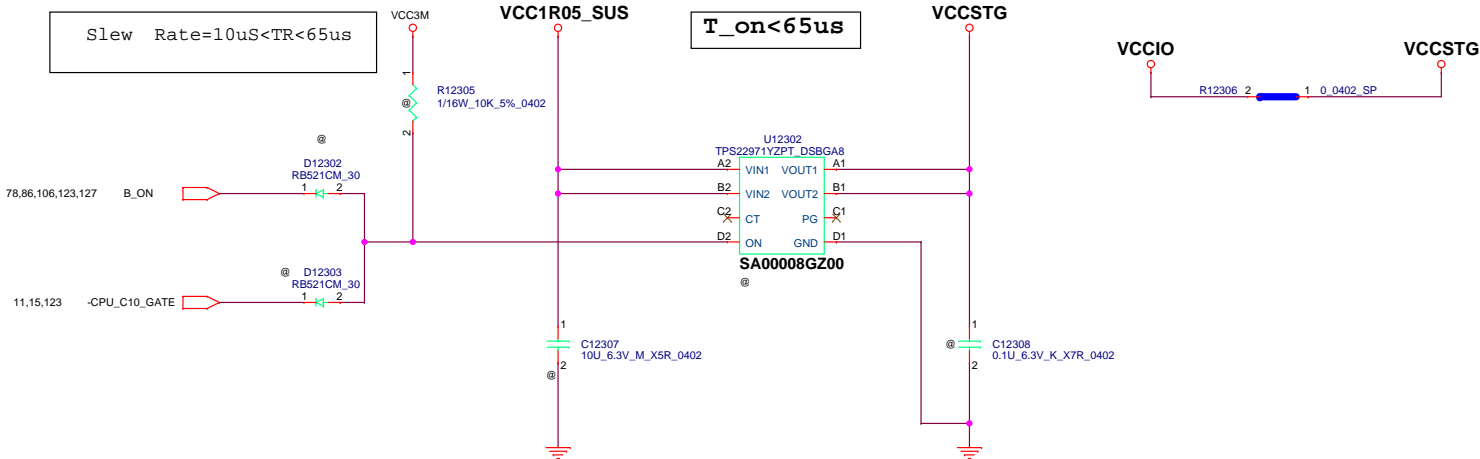 Slew Rate=10uS<TR<65us
VCC3M
VCC1R05_SUS
T_on<65us
VCCSTG
VCCIO
VCCSTG
1
R12305
@
1/16W_10K_5%_0402
2
R12306 2
1 0_0402_SP
@
D12302
RB521CM_30
78,86,106,123,127 B_ON
1 2
U12302
TPS22971YZPT_DSBGA8
A2 VIN1 VOUT1 A1
B2 VIN2 VOUT2 B1
C2 CT PG C1
D2 ON GND D1
SA00008GZ00
@
@ D12303
RB521CM_30
11,15,123 -CPU_C10_GATE
1 2
1
C12307
10U_6.3V_M_X5R_0402
2
@
1
@ C12308
0.1U_6.3V_K_X7R_0402
2